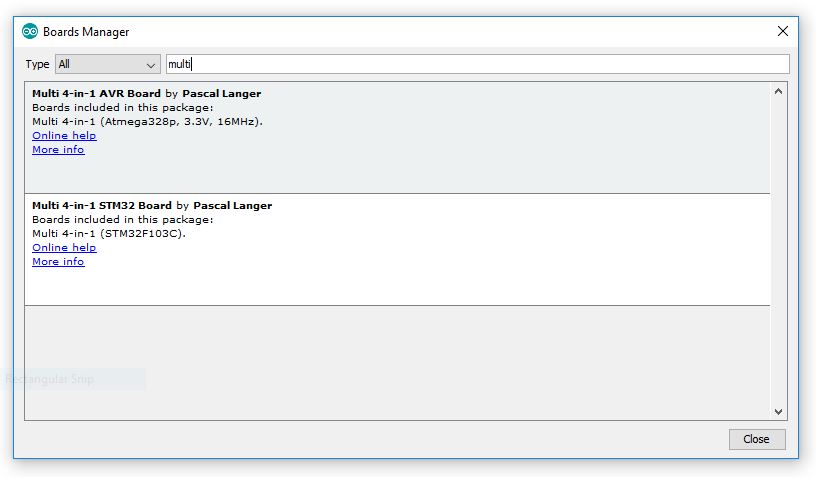 Boards Manager
Type All multi
Multi 4-in-1 AVR Board by Pascal Langer
Boards included in this package:
Multi 4-in-1 (Atmega328p, 3.3V, 16MHz).
Online help
More info
Multi 4-in-1 STM32 Board by Pascal Langer
Boards included in this package:
Multi 4-in-1 (STM32F103C).
Online help
More info
Rectangular Snip
Close